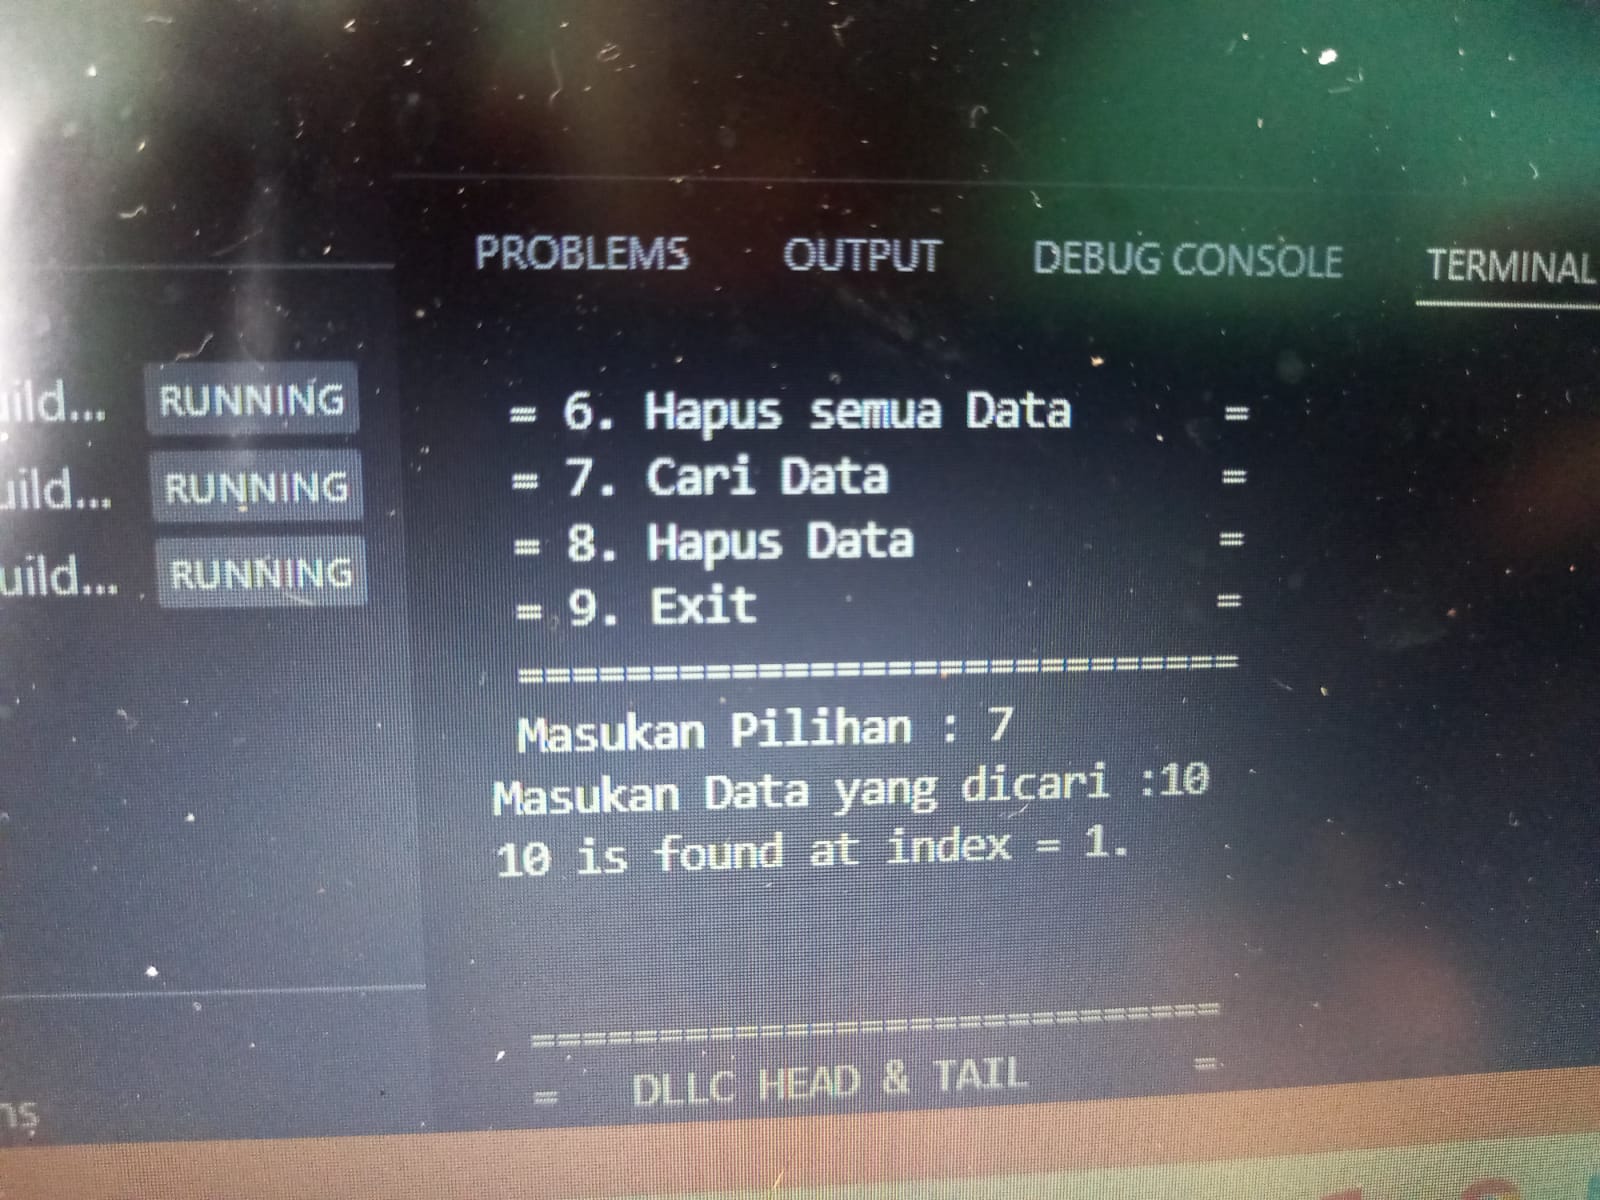 PROBLEMS OUTPUT DEBUG CONSOLE TERMINAL
ild... RUNNING
uild... RUNNING
uild... RUNNING
= 6. Hapus semua Data =
= 7. Cari Data =
= 8. Hapus Data =
= 9. Exit =
===========================
Masukan Pilihan : 7
Masukan Data yang dicari :10
10 is found at index = 1.
===========================
= DLLC HEAD & TAIL =
ns